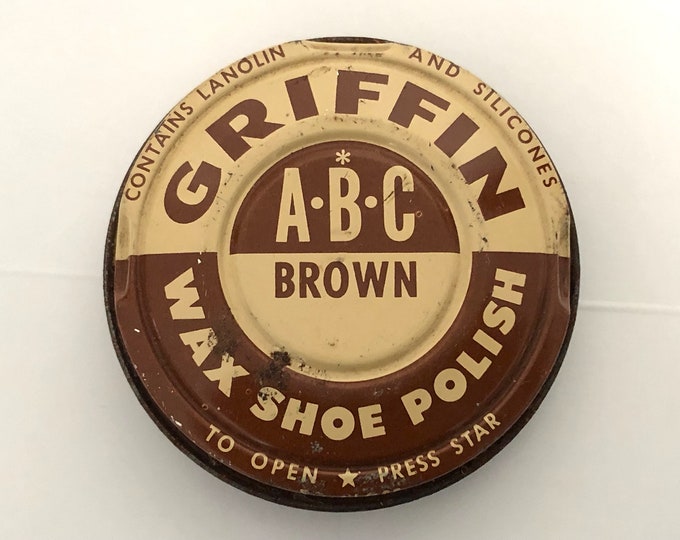 CONTAINS LANOLIN AND SILICONES
GRIFFIN
*
A·B·C
BROWN
WAX SHOE POLISH
TO OPEN ★ PRESS STAR